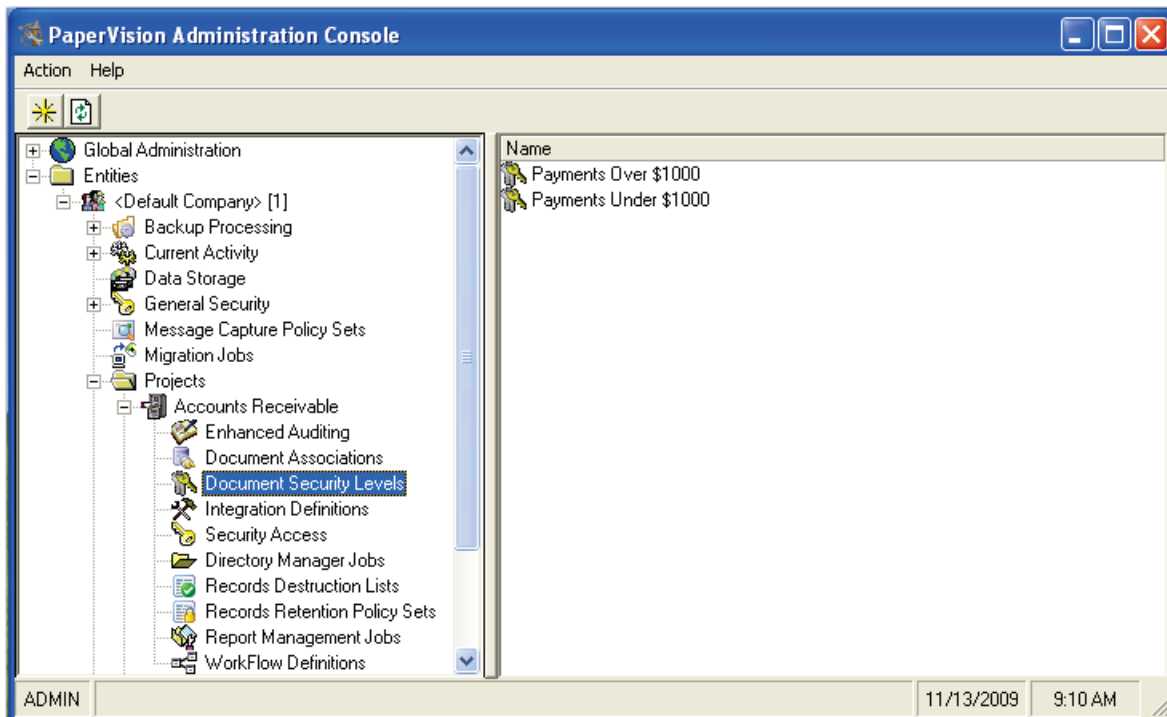 PaperVision Administration Console
Action Help
Global Administration
Entities
<Default Company> [1]
Backup Processing
Current Activity
Data Storage
General Security
Message Capture Policy Sets
Migration Jobs
Projects
Accounts Receivable
Enhanced Auditing
Document Associations
Document Security Levels
Integration Definitions
Security Access
Directory Manager Jobs
Records Destruction Lists
Records Retention Policy Sets
Report Management Jobs
WorkFlow Definitions
Name
Payments Over $1000
Payments Under $1000
ADMIN 11/13/2009 9:10 AM